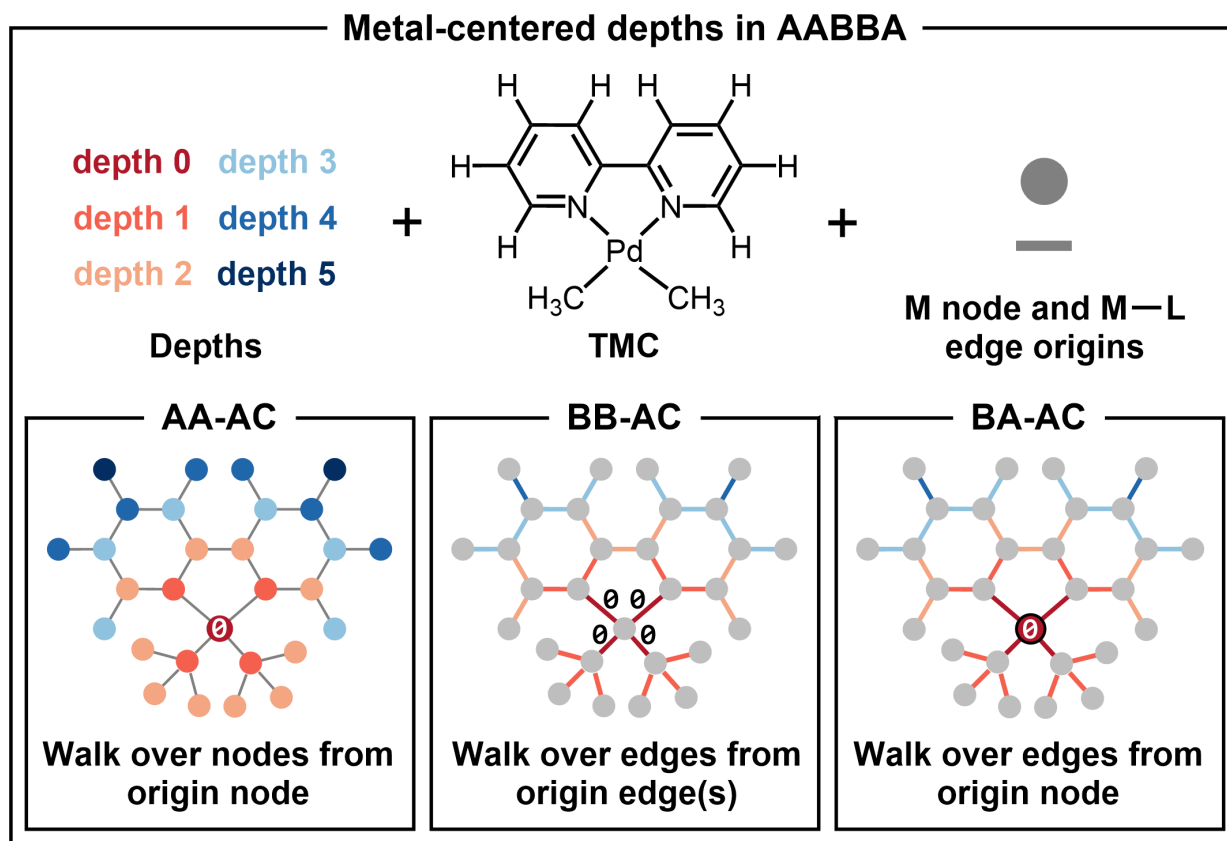 Metal-centered depths in AABBA
depth 0 depth 3
depth 1 depth 4
depth 2 depth 5
Depths
+
H H H H
H H
N N
H H
Pd
H₃C CH₃
TMC
+
M node and M—L
edge origins
AA-AC
0
Walk over nodes from
origin node
BB-AC
0 0
0 0
Walk over edges from
origin edge(s)
BA-AC
0
Walk over edges from
origin node